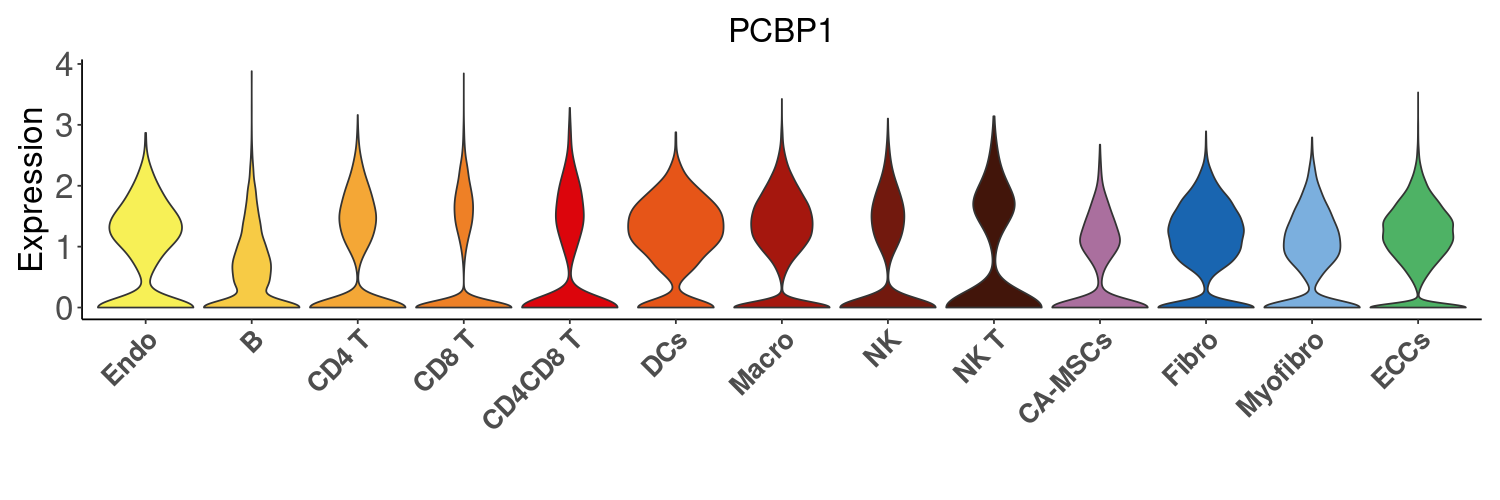 PCBP1
Expression
4
3
2
1
0
Endo
B
CD4 T
CD8 T
CD4CD8 T
DCs
Macro
NK
NK T
CA-MSCs
Fibro
Myofibro
ECCs